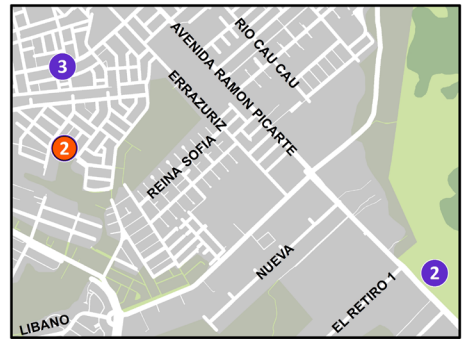 RIO CAU CAU
AVENIDA RAMON PICARTE
3
ERRAZURIZ
2
REINA SOFIA
NUEVA
2
EL RETIRO 1
LIBANO